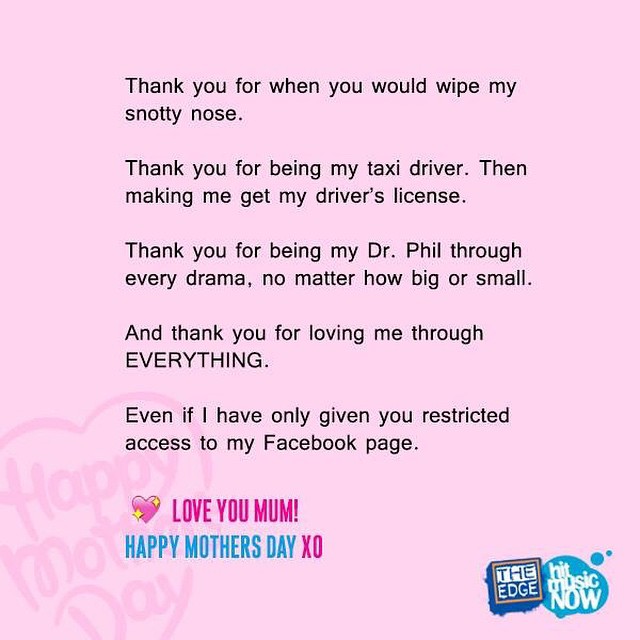 Thank you for when you would wipe my
snotty nose.
Thank you for being my taxi driver. Then
making me get my driver's license.
Thank you for being my Dr. Phil through
every drama, no matter how big or small.
And thank you for loving me through
EVERYTHING.
Even if I have only given you restricted
access to my Facebook page.
💖 LOVE YOU MUM!
HAPPY MOTHERS DAY XO
Happy
Mothers
Day
THE
EDGE
hit
music
NOW